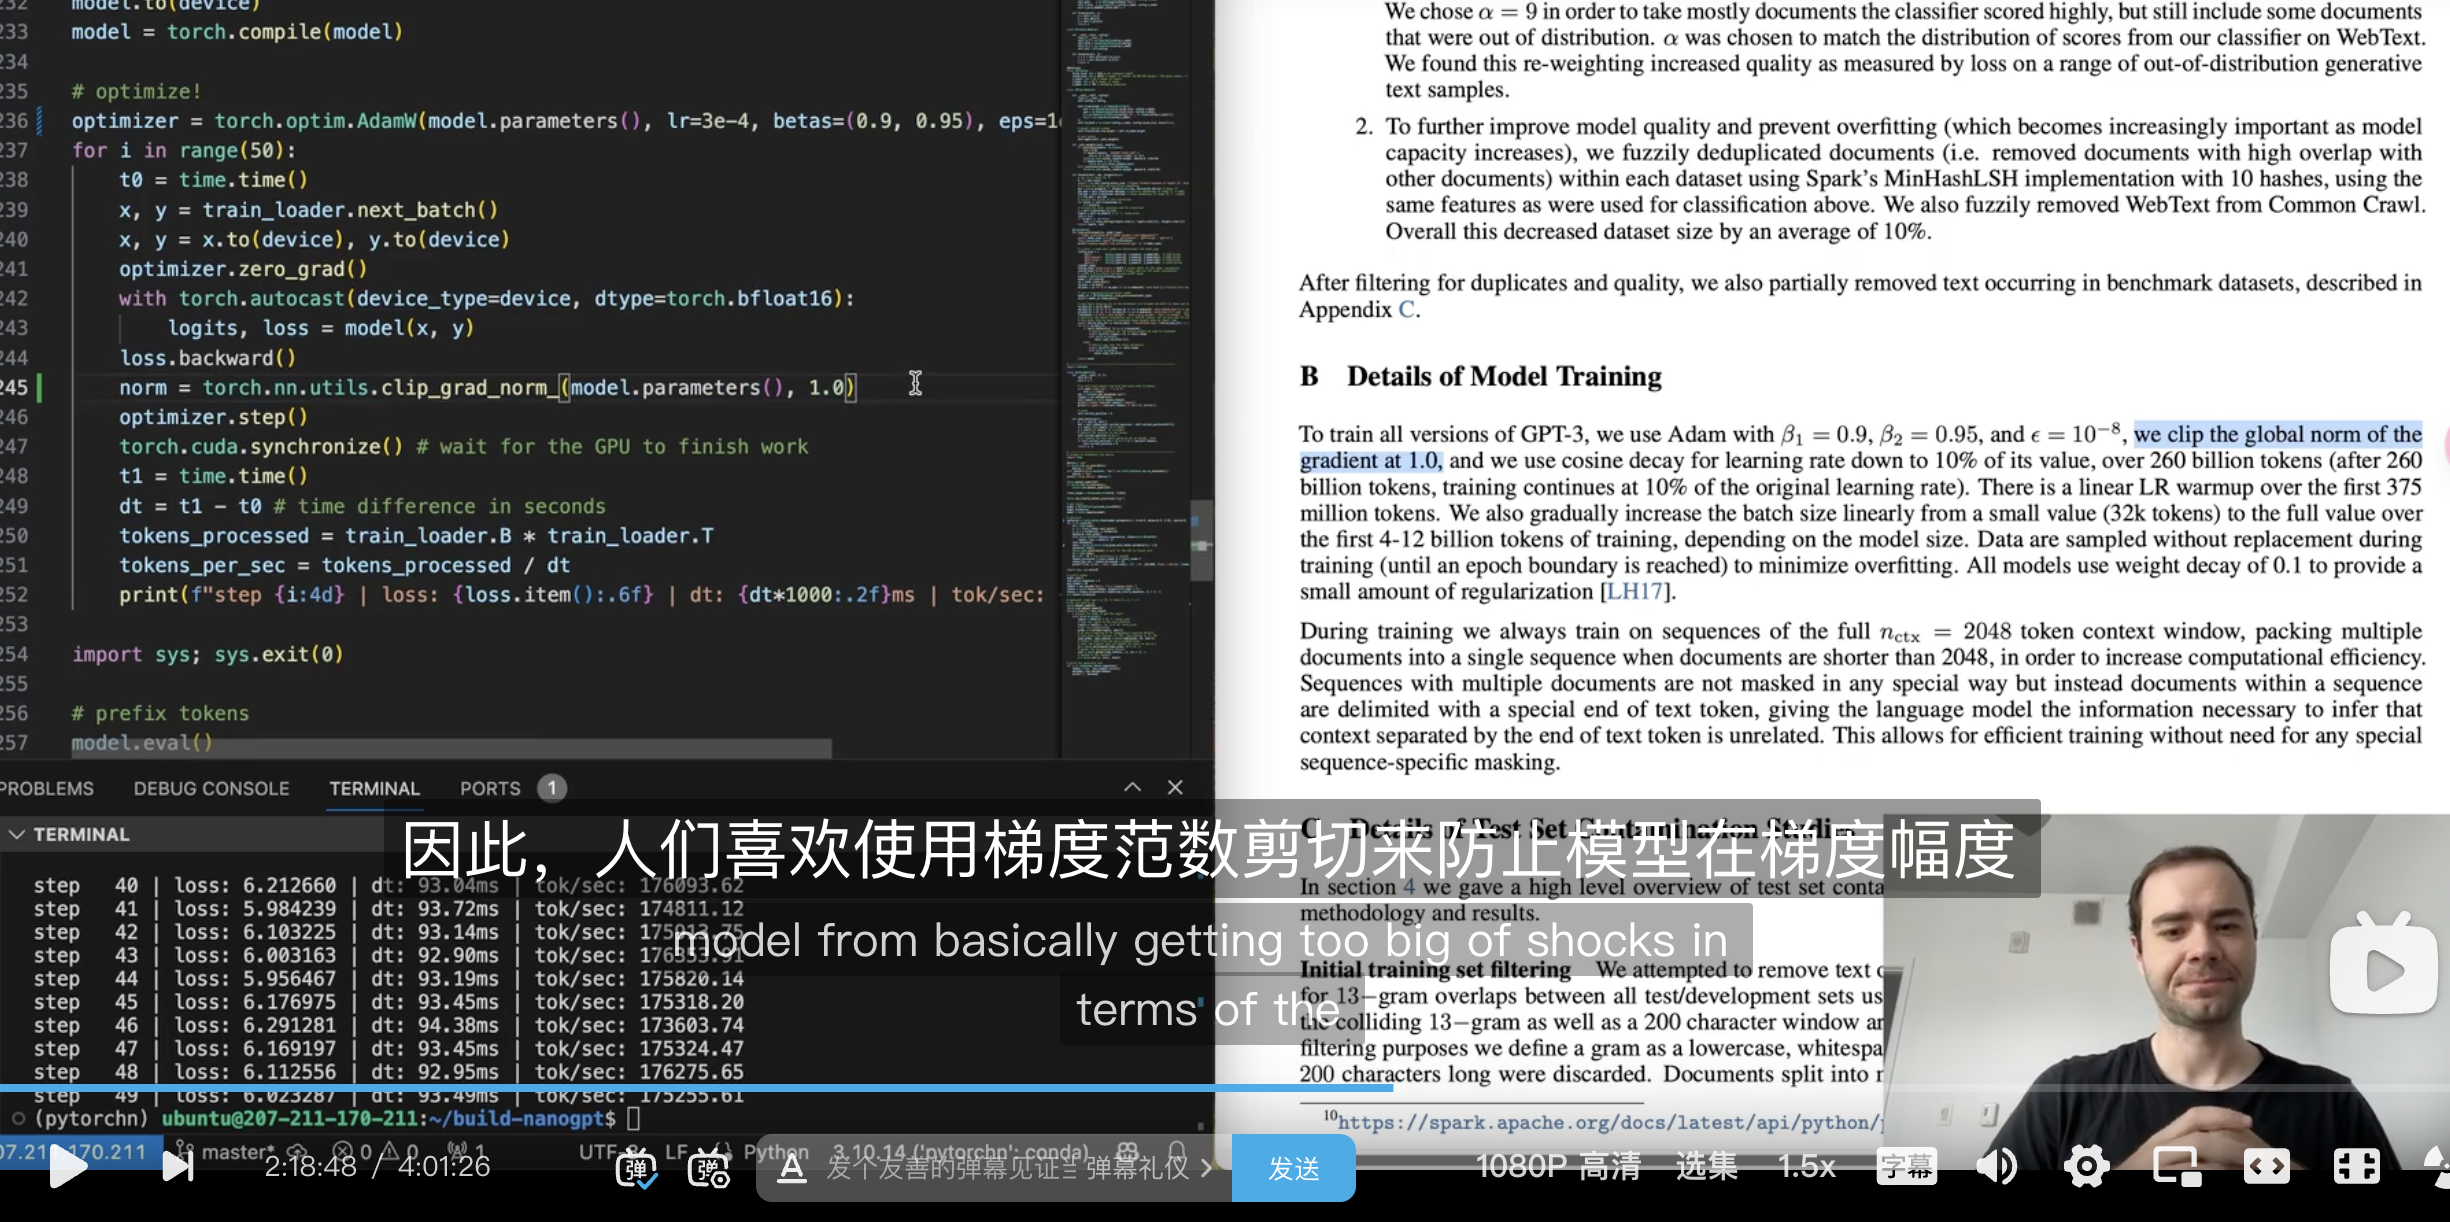 232 model.to(device)
233 model = torch.compile(model)
234
235 # optimize!
236 optimizer = torch.optim.AdamW(model.parameters(), lr=3e-4, betas=(0.9, 0.95), eps=1
237 for i in range(50):
238 t0 = time.time()
239 x, y = train_loader.next_batch()
240 x, y = x.to(device), y.to(device)
241 optimizer.zero_grad()
242 with torch.autocast(device_type=device, dtype=torch.bfloat16):
243 logits, loss = model(x, y)
244 loss.backward()
245 norm = torch.nn.utils.clip_grad_norm_(model.parameters(), 1.0)
246 optimizer.step()
247 torch.cuda.synchronize() # wait for the GPU to finish work
248 t1 = time.time()
249 dt = t1 - t0 # time difference in seconds
250 tokens_processed = train_loader.B * train_loader.T
251 tokens_per_sec = tokens_processed / dt
252 print(f"step {i:4d} | loss: {loss.item():.6f} | dt: {dt*1000:.2f}ms | tok/sec:
253
254 import sys; sys.exit(0)
255
256 # prefix tokens
257 model.eval()
PROBLEMS DEBUG CONSOLE TERMINAL PORTS 1
TERMINAL
step 40 | loss: 6.212660 | dt: 93.04ms | tok/sec: 176093.62
step 41 | loss: 5.984239 | dt: 93.72ms | tok/sec: 174811.12
step 42 | loss: 6.103225 | dt: 93.14ms | tok/sec:
step 43 | loss: 6.003163 | dt: 92.90ms | tok/sec:
step 44 | loss: 5.956467 | dt: 93.19ms | tok/sec: 175820.14
step 45 | loss: 6.176975 | dt: 93.45ms | tok/sec: 175318.20
step 46 | loss: 6.291281 | dt: 94.38ms | tok/sec: 173603.74
step 47 | loss: 6.169197 | dt: 93.45ms | tok/sec: 175324.47
step 48 | loss: 6.112556 | dt: 92.95ms | tok/sec: 176275.65
step 49 | loss: 6.023287 | dt: 93.49ms | tok/sec: 175255.61
(pytorchn) ubuntu@207-211-170-211:~/build-nanogpt$
master* 0 0 1 LF Python 3.10.14 ('pytorchn': conda)
We chose α = 9 in order to take mostly documents the classifier scored highly, but still include some documents
that were out of distribution. α was chosen to match the distribution of scores from our classifier on WebText.
We found this re-weighting increased quality as measured by loss on a range of out-of-distribution generative
text samples.
2. To further improve model quality and prevent overfitting (which becomes increasingly important as model
capacity increases), we fuzzily deduplicated documents (i.e. removed documents with high overlap with
other documents) within each dataset using Spark's MinHashLSH implementation with 10 hashes, using the
same features as were used for classification above. We also fuzzily removed WebText from Common Crawl.
Overall this decreased dataset size by an average of 10%.
After filtering for duplicates and quality, we also partially removed text occurring in benchmark datasets, described in
Appendix C.
B Details of Model Training
To train all versions of GPT-3, we use Adam with β₁ = 0.9, β₂ = 0.95, and ϵ = 10⁻⁸, we clip the global norm of the
gradient at 1.0, and we use cosine decay for learning rate down to 10% of its value, over 260 billion tokens (after 260
billion tokens, training continues at 10% of the original learning rate). There is a linear LR warmup over the first 375
million tokens. We also gradually increase the batch size linearly from a small value (32k tokens) to the full value over
the first 4-12 billion tokens of training, depending on the model size. Data are sampled without replacement during
training (until an epoch boundary is reached) to minimize overfitting. All models use weight decay of 0.1 to provide a
small amount of regularization [LH17].
During training we always train on sequences of the full n_ctx = 2048 token context window, packing multiple
documents into a single sequence when documents are shorter than 2048, in order to increase computational efficiency.
Sequences with multiple documents are not masked in any special way but instead documents within a sequence
are delimited with a special end of text token, giving the language model the information necessary to infer that
context separated by the end of text token is unrelated. This allows for efficient training without need for any special
sequence-specific masking.
C Details of Test Set Contamination Studies
In section 4 we gave a high level overview of test set conta
methodology and results.
Initial training set filtering We attempted to remove text
for 13−gram overlaps between all test/development sets us
the colliding 13−gram as well as a 200 character window ar
filtering purposes we define a gram as a lowercase, whitespa
200 characters long were discarded. Documents split into
10 https://spark.apache.org/docs/latest/api/python/
因此，人们喜欢使用梯度范数剪切来防止模型在梯度幅度
model from basically getting too big of shocks in
terms of the
2:18:48 / 4:01:26
弹 弹 A 发个友善的弹幕见证 弹幕礼仪 > 发送
1080P 高清 选集 1.5x 字幕